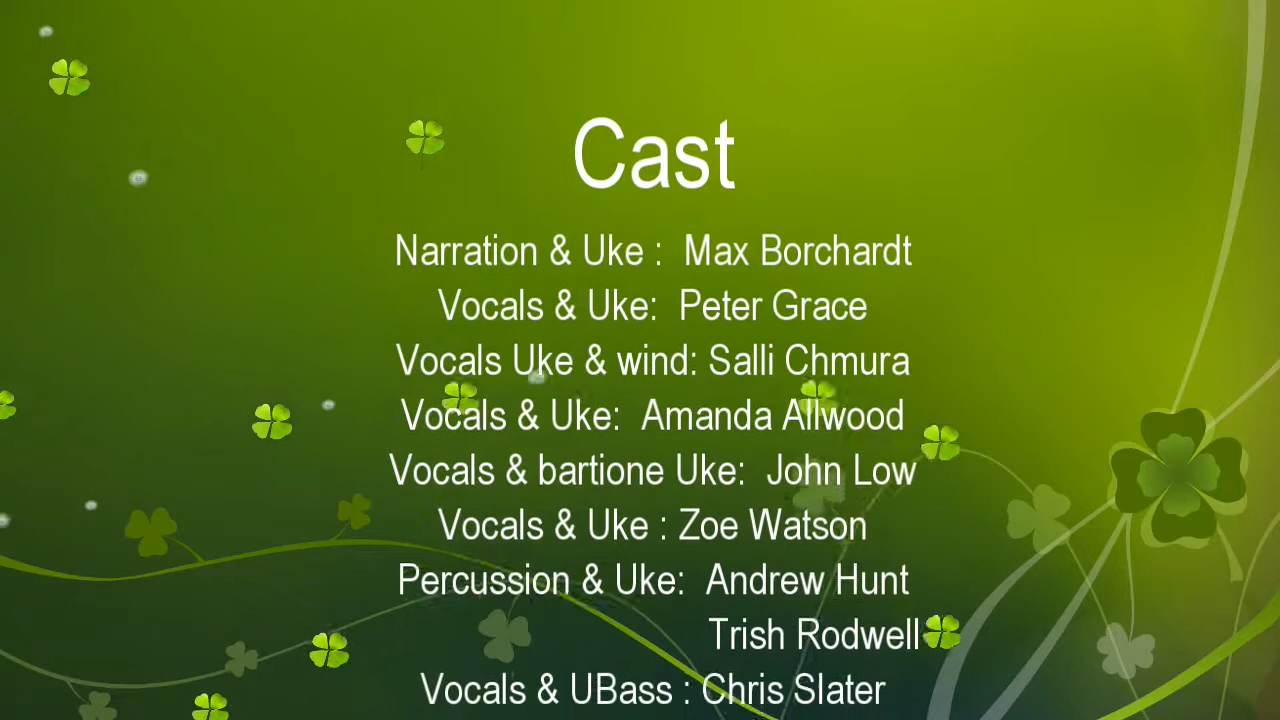 Cast
Narration & Uke :  Max Borchardt
Vocals & Uke:  Peter Grace
Vocals Uke & wind: Salli Chmura
Vocals & Uke:  Amanda Allwood
Vocals & bartione Uke:  John Low
Vocals & Uke : Zoe Watson
Percussion & Uke:  Andrew Hunt
Trish Rodwell
Vocals & UBass : Chris Slater